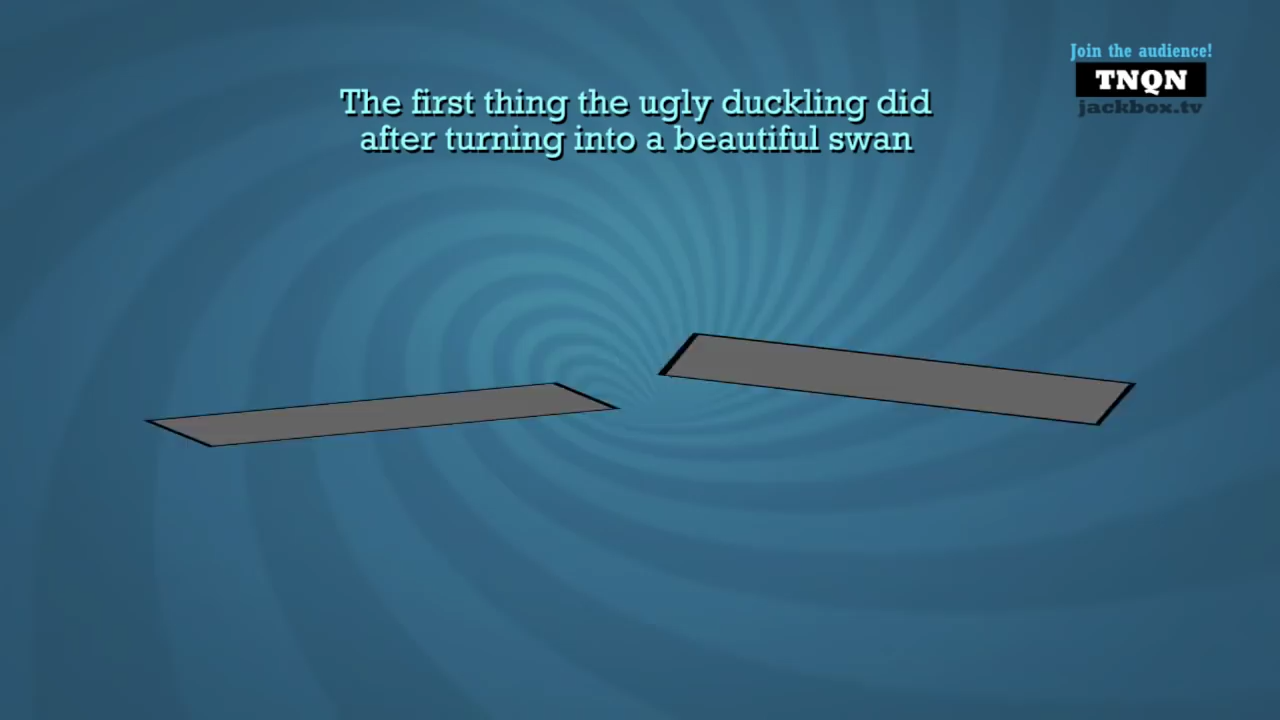 Join the audience!
TNQN
jackbox.tv
The first thing the ugly duckling did
after turning into a beautiful swan